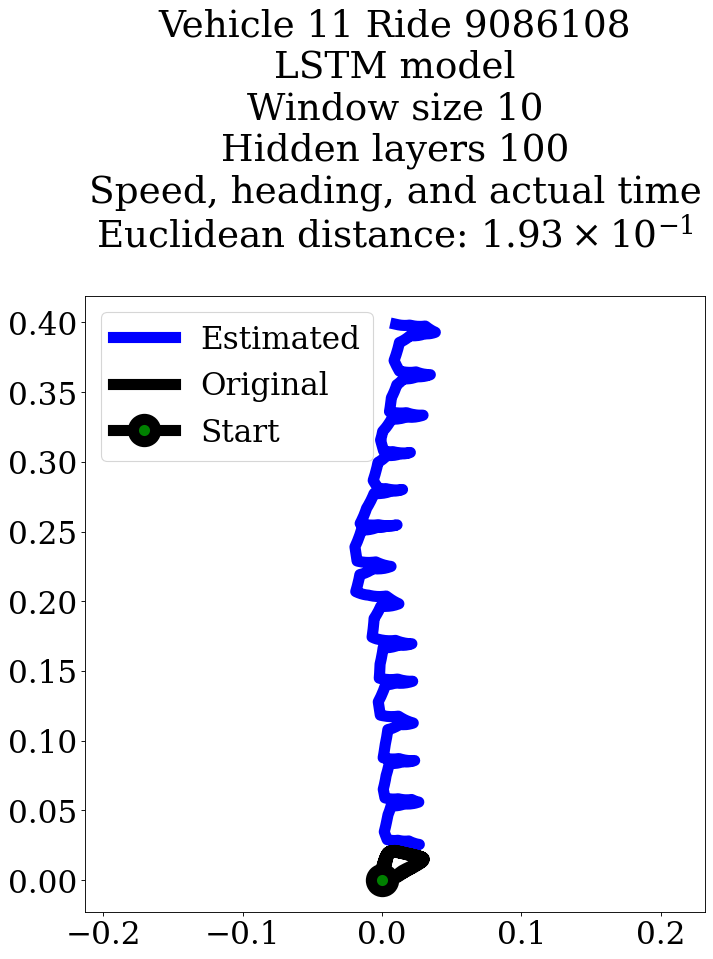 Vehicle 11 Ride 9086108
LSTM model
Window size 10
Hidden layers 100
Speed, heading, and actual time
Euclidean distance: 1.93 × 10⁻¹
Estimated
Original
Start
0.40
0.35
0.30
0.25
0.20
0.15
0.10
0.05
0.00
−0.2 −0.1 0.0 0.1 0.2